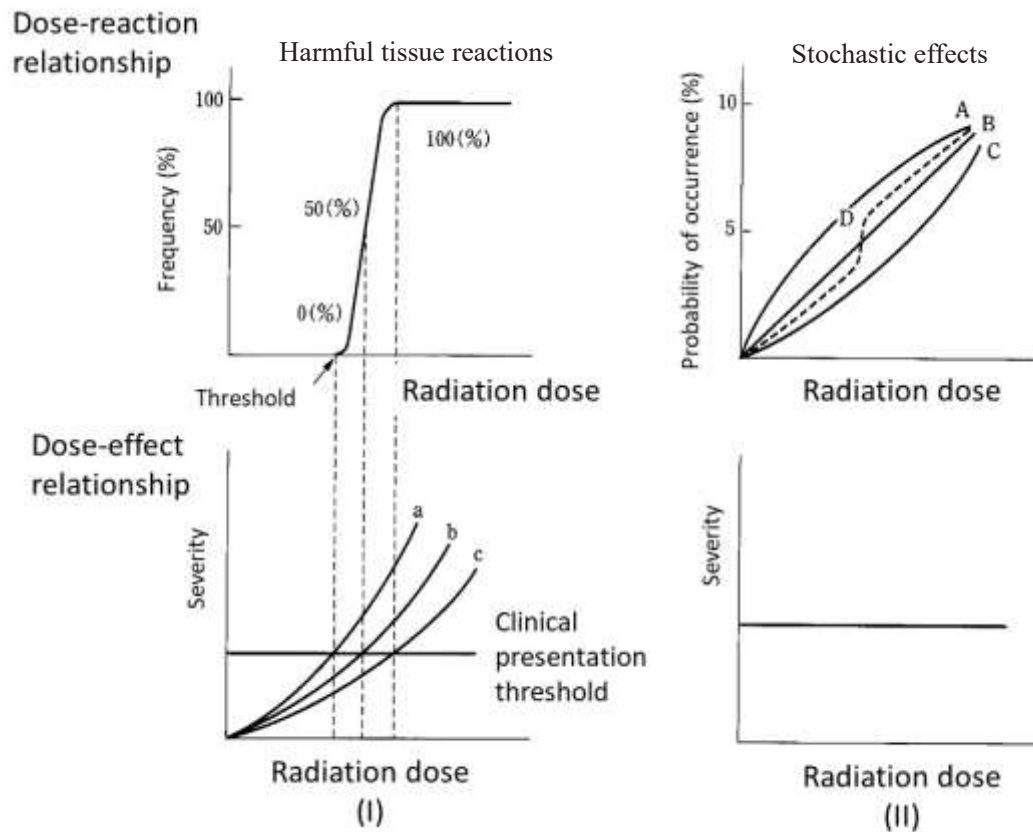 Dose-reaction
relationship
Harmful tissue reactions
Frequency (%)
100
50
100(%)
50(%)
0(%)
Threshold
Radiation dose
Stochastic effects
Probability of occurrence (%)
10
5
A
B
C
D
Radiation dose
Dose-effect
relationship
Severity
a
b
c
Clinical
presentation
threshold
Radiation dose
(I)
Severity
Radiation dose
(II)